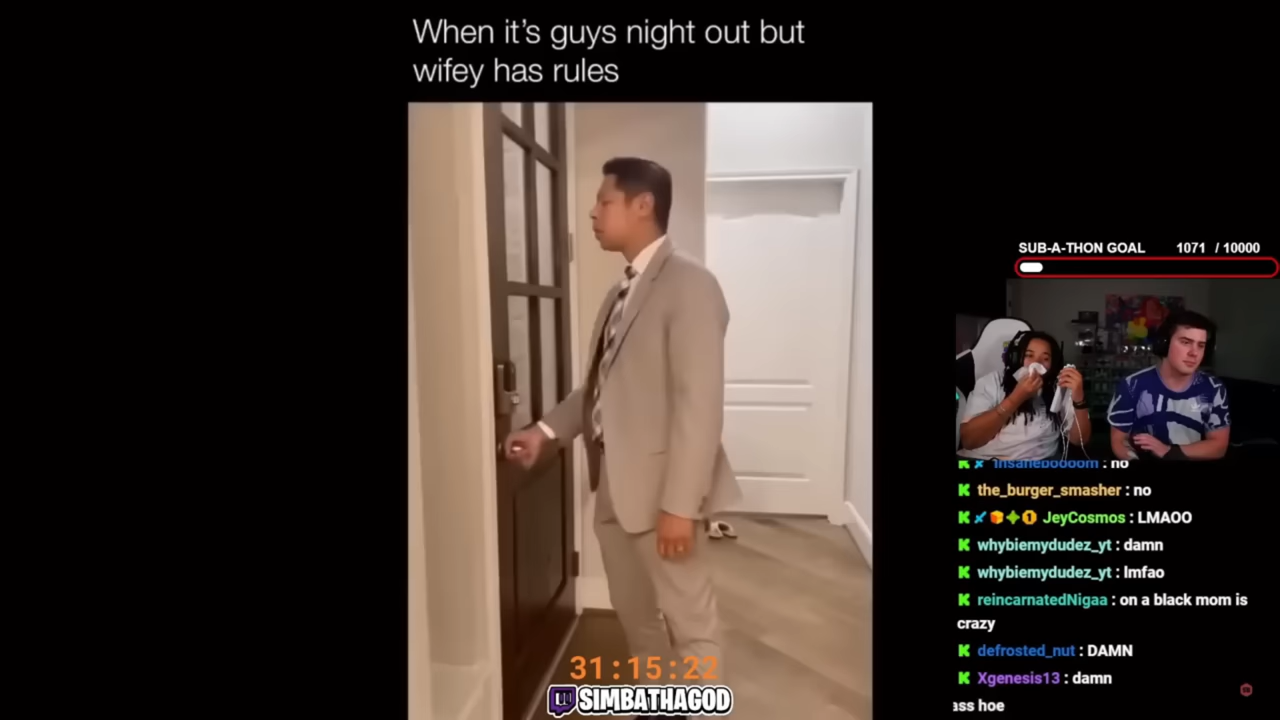 When it's guys night out but
wifey has rules
SUB-A-THON GOAL 1071 / 10000
insaneboooom : no
the_burger_smasher : no
JeyCosmos : LMAOO
whybiemydudez_yt : damn
whybiemydudez_yt : lmfao
reincarnatedNigaa : on a black mom is
crazy
defrosted_nut : DAMN
Xgenesis13 : damn
ass hoe
31:15:22
SIMBATHAGOD